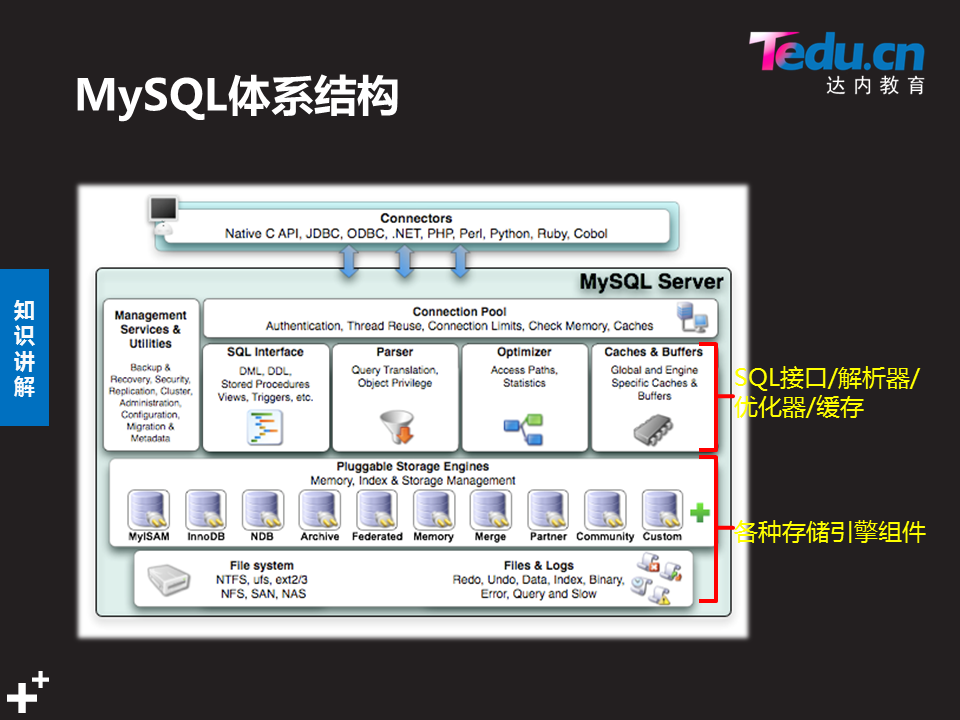 Tedu.cn
达内教育
MySQL体系结构
知识讲解
Connectors
Native C API, JDBC, ODBC, .NET, PHP, Perl, Python, Ruby, Cobol
MySQL Server
Management
Services &
Utilities
Backup &
Recovery, Security,
Replication, Cluster,
Administration,
Configuration,
Migration &
Metadata
Connection Pool
Authentication, Thread Reuse, Connection Limits, Check Memory, Caches
SQL Interface
DML, DDL,
Stored Procedures
Views, Triggers, etc.
Parser
Query Translation,
Object Privilege
Optimizer
Access Paths,
Statistics
Caches & Buffers
Global and Engine
Specific Caches &
Buffers
SQL接口/解析器/
优化器/缓存
Pluggable Storage Engines
Memory, Index & Storage Management
MyISAM
InnoDB
NDB
Archive
Federated
Memory
Merge
Partner
Community
Custom
各种存储引擎组件
File system
NTFS, ufs, ext2/3
NFS, SAN, NAS
Files & Logs
Redo, Undo, Data, Index, Binary,
Error, Query and Slow